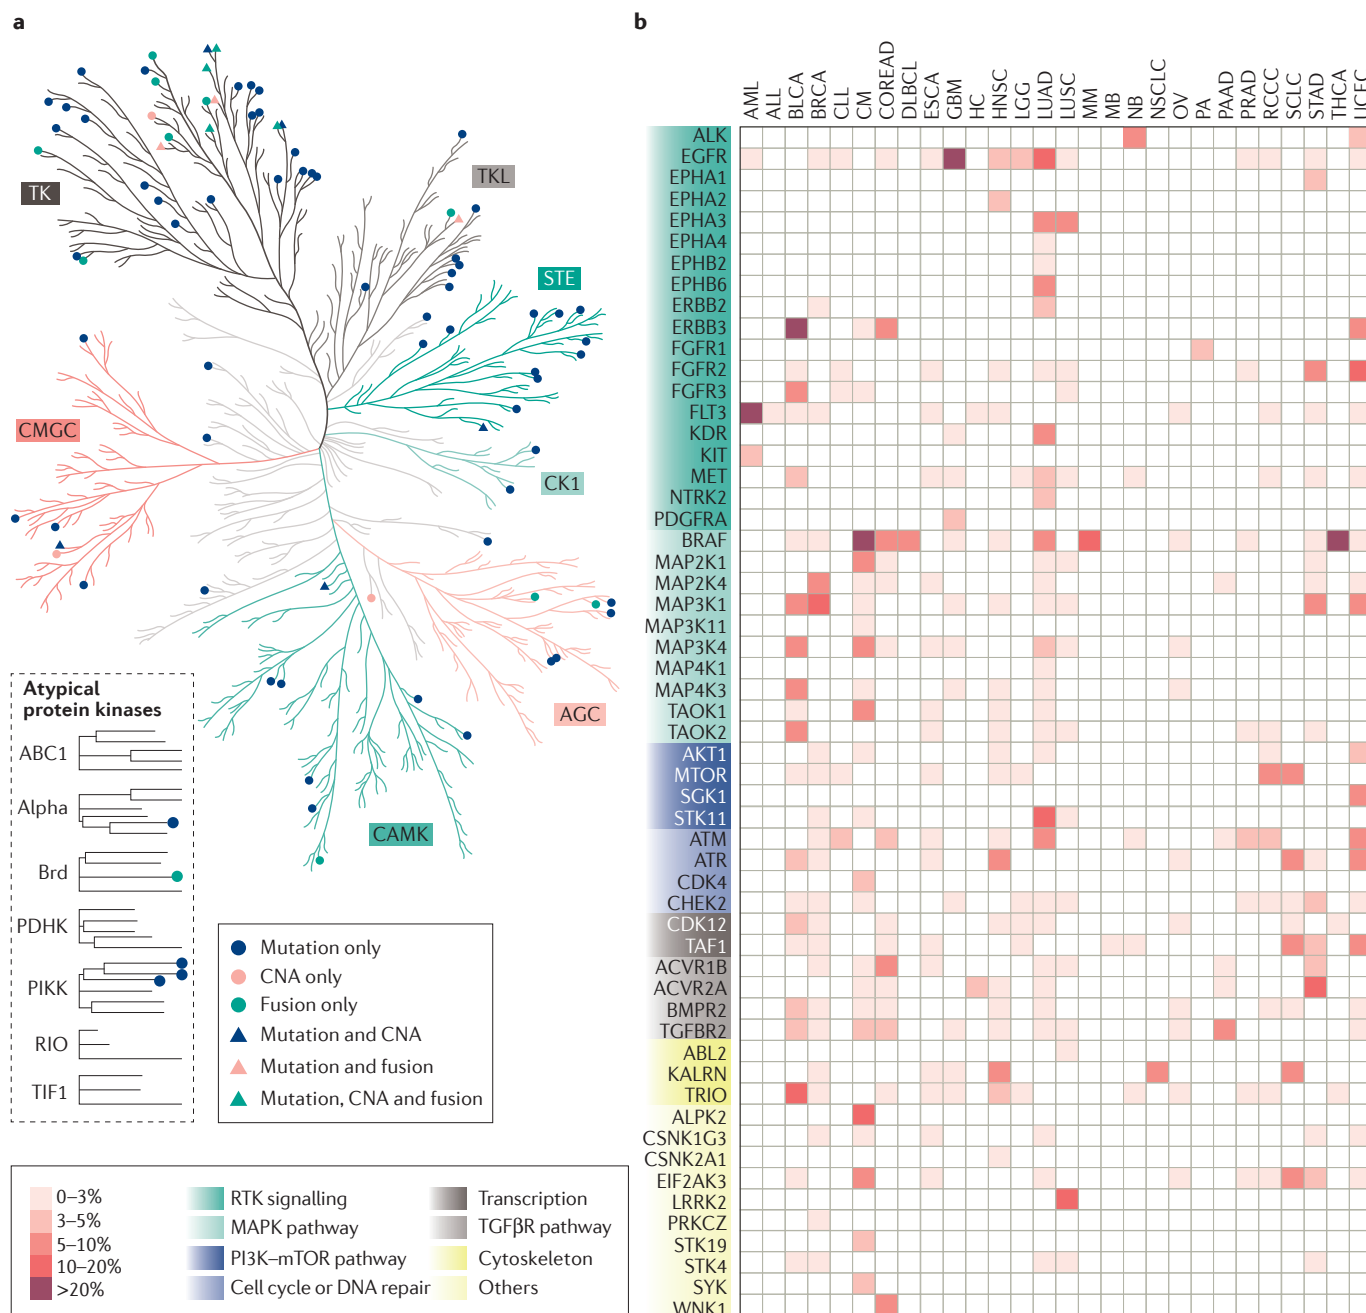 a
TK
TKL
STE
CMGC
CK1
AGC
CAMK
Atypical
protein kinases
ABC1
Alpha
Brd
PDHK
PIKK
RIO
TIF1
Mutation only
CNA only
Fusion only
Mutation and CNA
Mutation and fusion
Mutation, CNA and fusion
0–3%
3–5%
5–10%
10–20%
>20%
RTK signalling
MAPK pathway
PI3K–mTOR pathway
Cell cycle or DNA repair
Transcription
TGFβR pathway
Cytoskeleton
Others
b
AML
ALL
BLCA
BRCA
CLL
CM
COREAD
DLBCL
ESCA
GBM
HC
HNSC
LGG
LUAD
LUSC
MM
MB
NB
NSCLC
OV
PA
PAAD
PRAD
RCCC
SCLC
STAD
THCA
UCEC
ALK
EGFR
EPHA1
EPHA2
EPHA3
EPHA4
EPHB2
EPHB6
ERBB2
ERBB3
FGFR1
FGFR2
FGFR3
FLT3
KDR
KIT
MET
NTRK2
PDGFRA
BRAF
MAP2K1
MAP2K4
MAP3K1
MAP3K11
MAP3K4
MAP4K1
MAP4K3
TAOK1
TAOK2
AKT1
MTOR
SGK1
STK11
ATM
ATR
CDK4
CHEK2
CDK12
TAF1
ACVR1B
ACVR2A
BMPR2
TGFBR2
ABL2
KALRN
TRIO
ALPK2
CSNK1G3
CSNK2A1
EIF2AK3
LRRK2
PRKCZ
STK19
STK4
SYK
WNK1